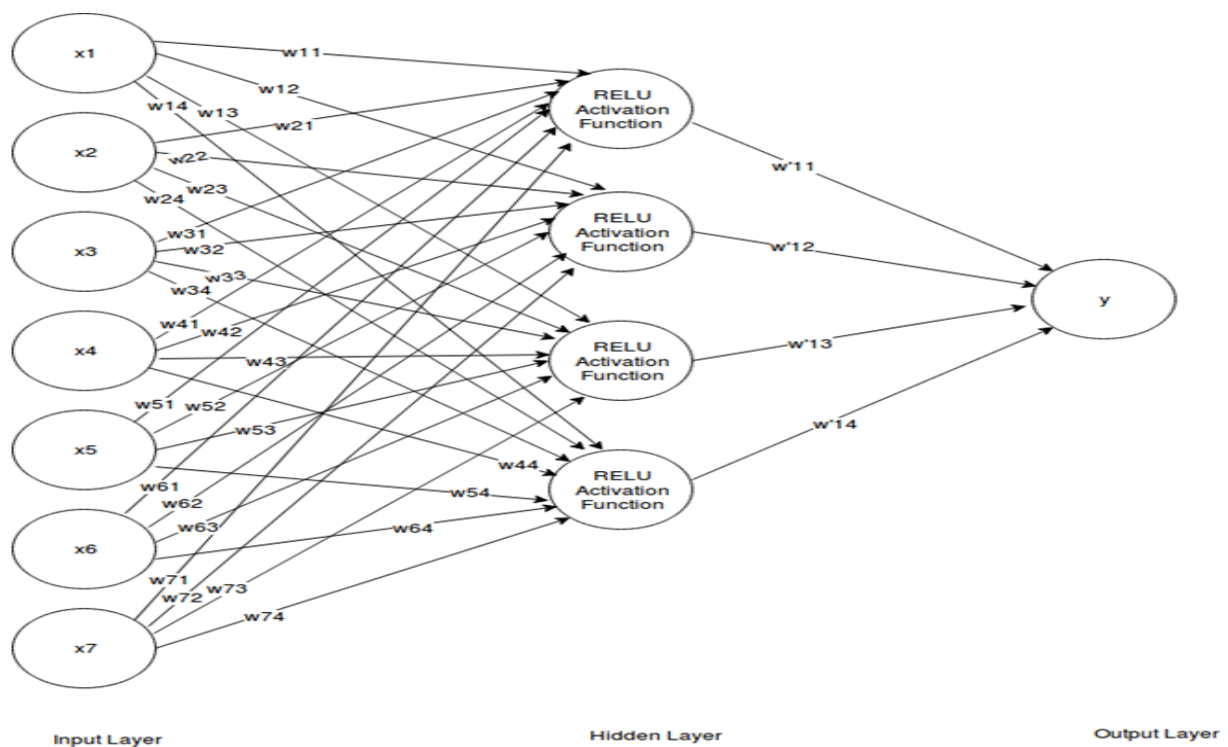 x1
w11
w12
w14
w13
RELU
Activation
Function
x2
w21
w22
w23
w24
w'11
RELU
Activation
Function
x3
w31
w32
w33
w34
w'12
y
x4
w41
w42
w43
RELU
Activation
Function
w'13
x5
w51
w52
w53
w44
w54
w'14
RELU
Activation
Function
x6
w61
w62
w63
w64
x7
w71
w72
w73
w74
Input Layer
Hidden Layer
Output Layer